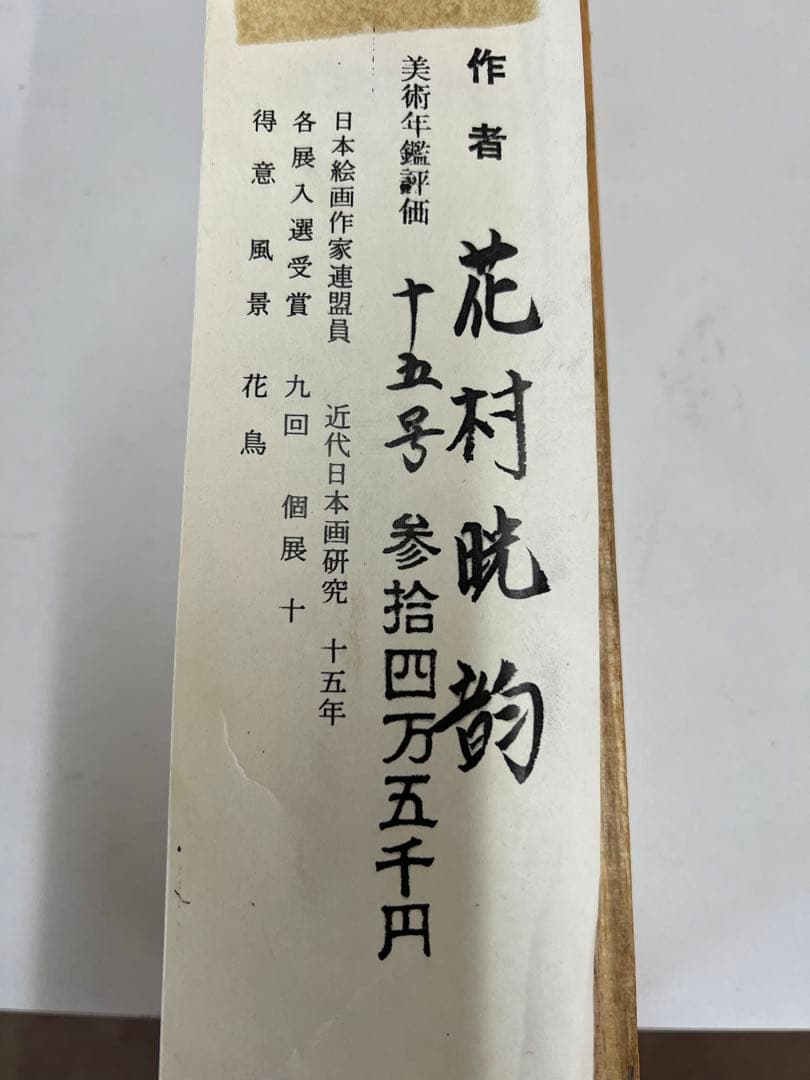 作者 花村晄韵
美術年鑑評価 十五号 参拾四万五千円
日本絵画作家連盟員 近代日本画研究 十五年
各展入選受賞 九回 個展 十
得意 風景 花鳥